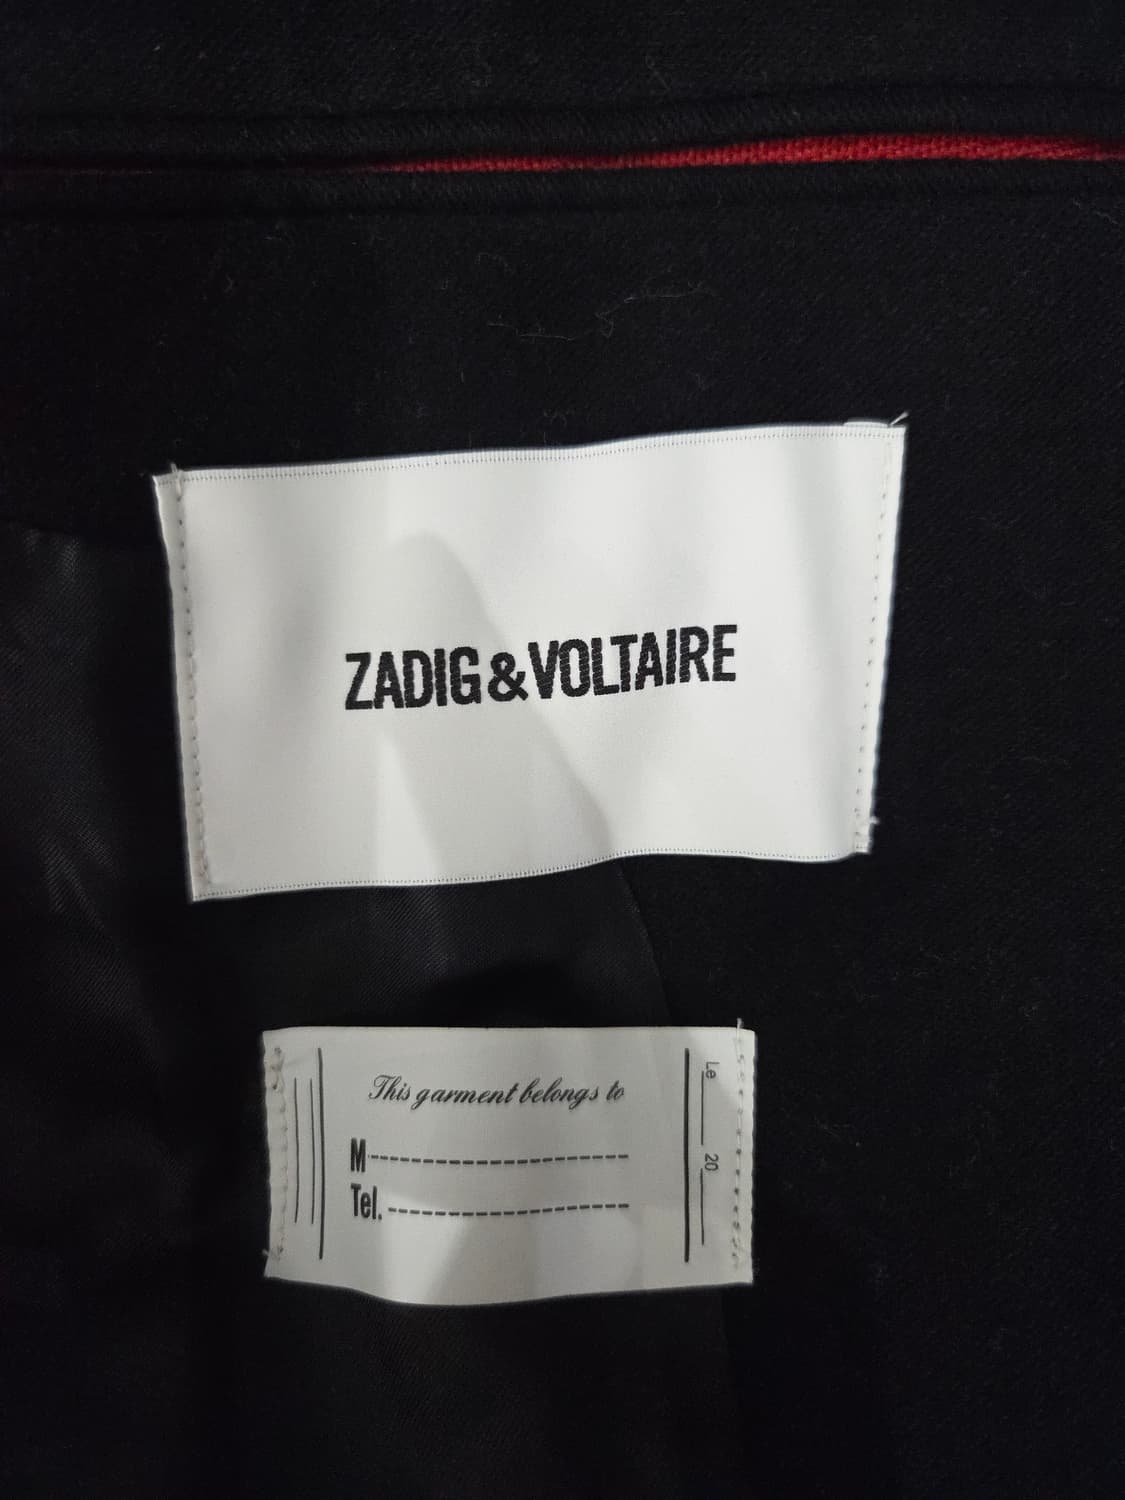 ZADIG&VOLTAIRE
This garment belongs to
M
Tel.
Le 20